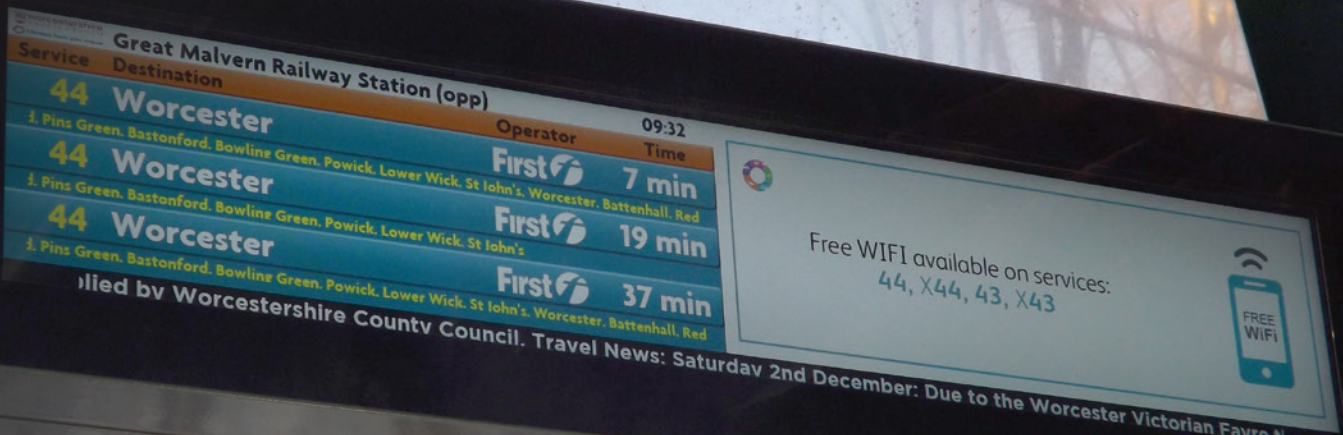 Great Malvern Railway Station (opp) 09:32
Service Destination Operator Time
44 Worcester First 7 min
Pins Green. Bastonford. Bowling Green. Powick. Lower Wick. St John's. Worcester. Battenhall. Red
44 Worcester First 19 min
Pins Green. Bastonford. Bowling Green. Powick. Lower Wick. St John's
44 Worcester First 37 min
Pins Green. Bastonford. Bowling Green. Powick. Lower Wick. St John's. Worcester. Battenhall. Red
plied by Worcestershire County Council. Travel News: Saturday 2nd December: Due to the Worcester Victorian Fayre
Free WIFI available on services:
44, X44, 43, X43
FREE
WiFi